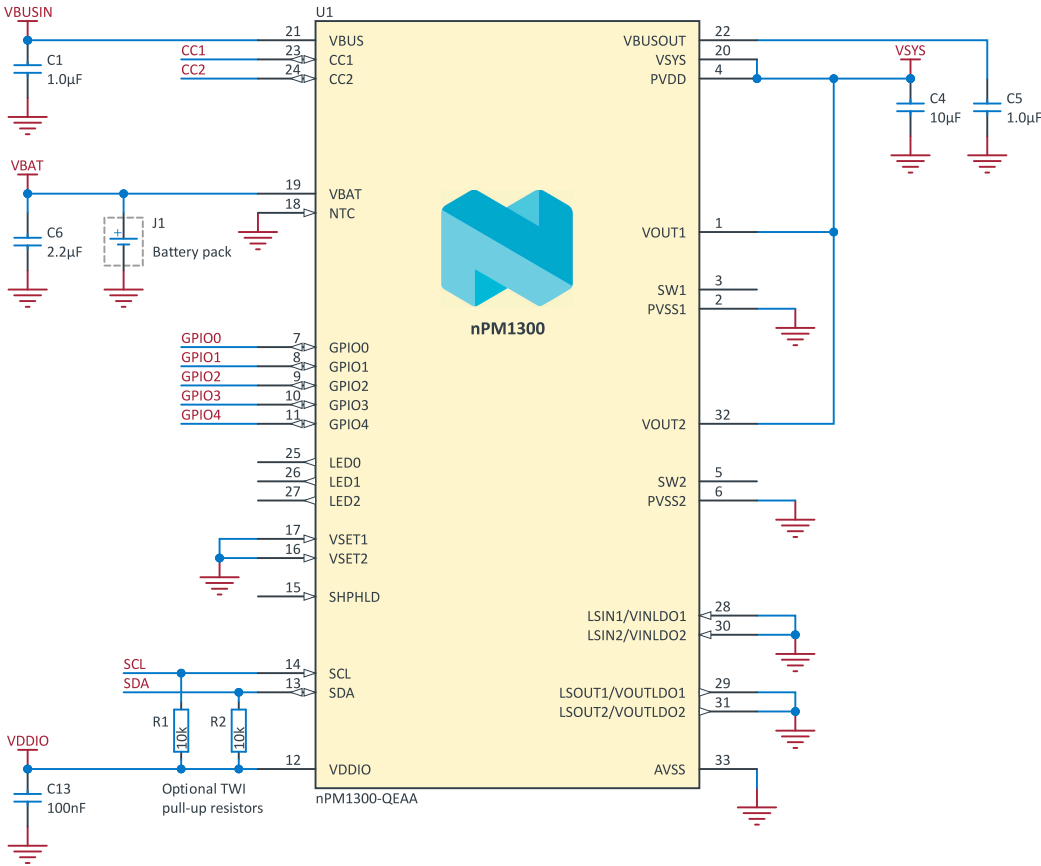 VBUSIN
C1
1.0µF
CC1
CC2
VBAT
C6
2.2µF
J1
+
Battery pack
GPIO0
GPIO1
GPIO2
GPIO3
GPIO4
SCL
SDA
R1
10k
R2
10k
VDDIO
C13
100nF
Optional TWI
pull-up resistors
U1
21 VBUS
23 CC1
24 CC2
19 VBAT
18 NTC
7 GPIO0
8 GPIO1
9 GPIO2
10 GPIO3
11 GPIO4
25 LED0
26 LED1
27 LED2
17 VSET1
16 VSET2
15 SHPHLD
14 SCL
13 SDA
12 VDDIO
nPM1300
nPM1300-QEAA
VBUSOUT 22
VSYS 20
PVDD 4
VOUT1 1
SW1 3
PVSS1 2
VOUT2 32
SW2 5
PVSS2 6
LSIN1/VINLDO1 28
LSIN2/VINLDO2 30
LSOUT1/VOUTLDO1 29
LSOUT2/VOUTLDO2 31
AVSS 33
VSYS
C4
10µF
C5
1.0µF